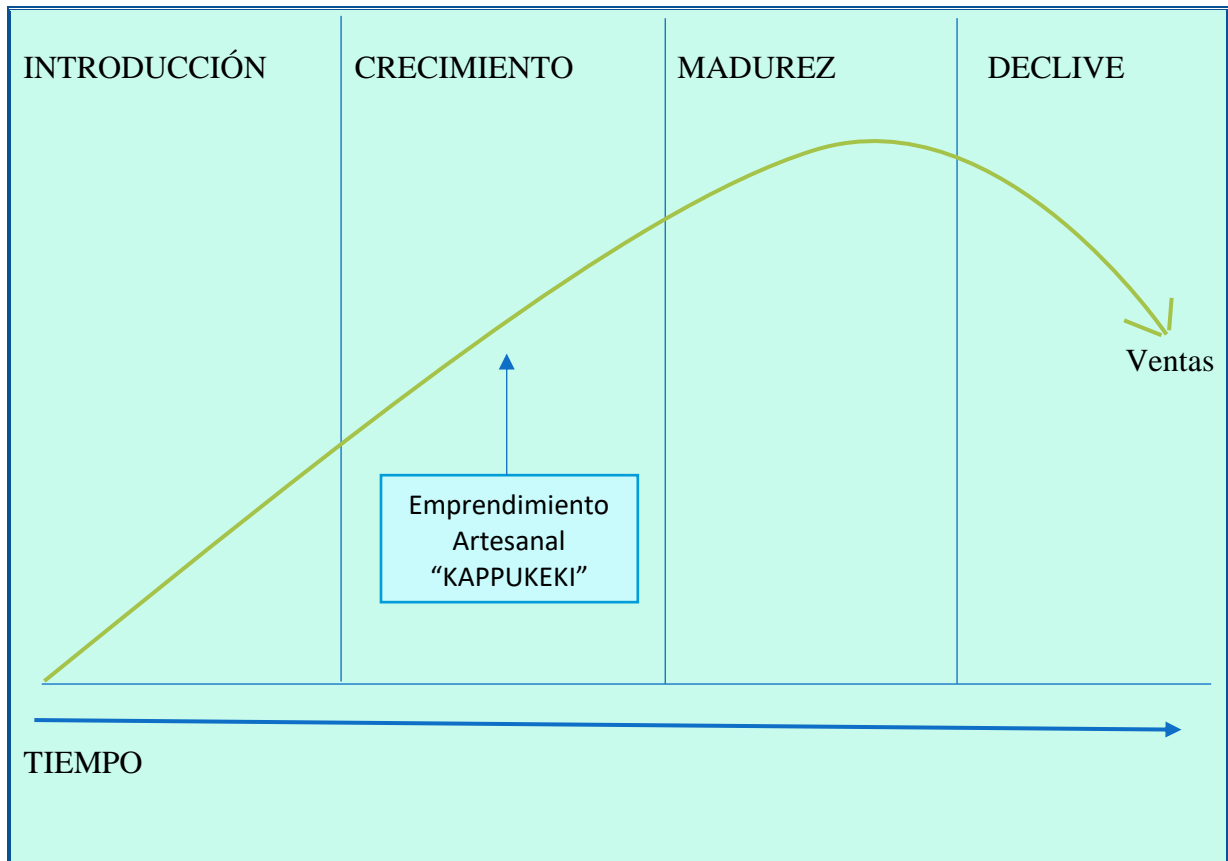 INTRODUCCIÓN
CRECIMIENTO
MADUREZ
DECLIVE
Ventas
Emprendimiento
Artesanal
“KAPPUKEKI”
TIEMPO